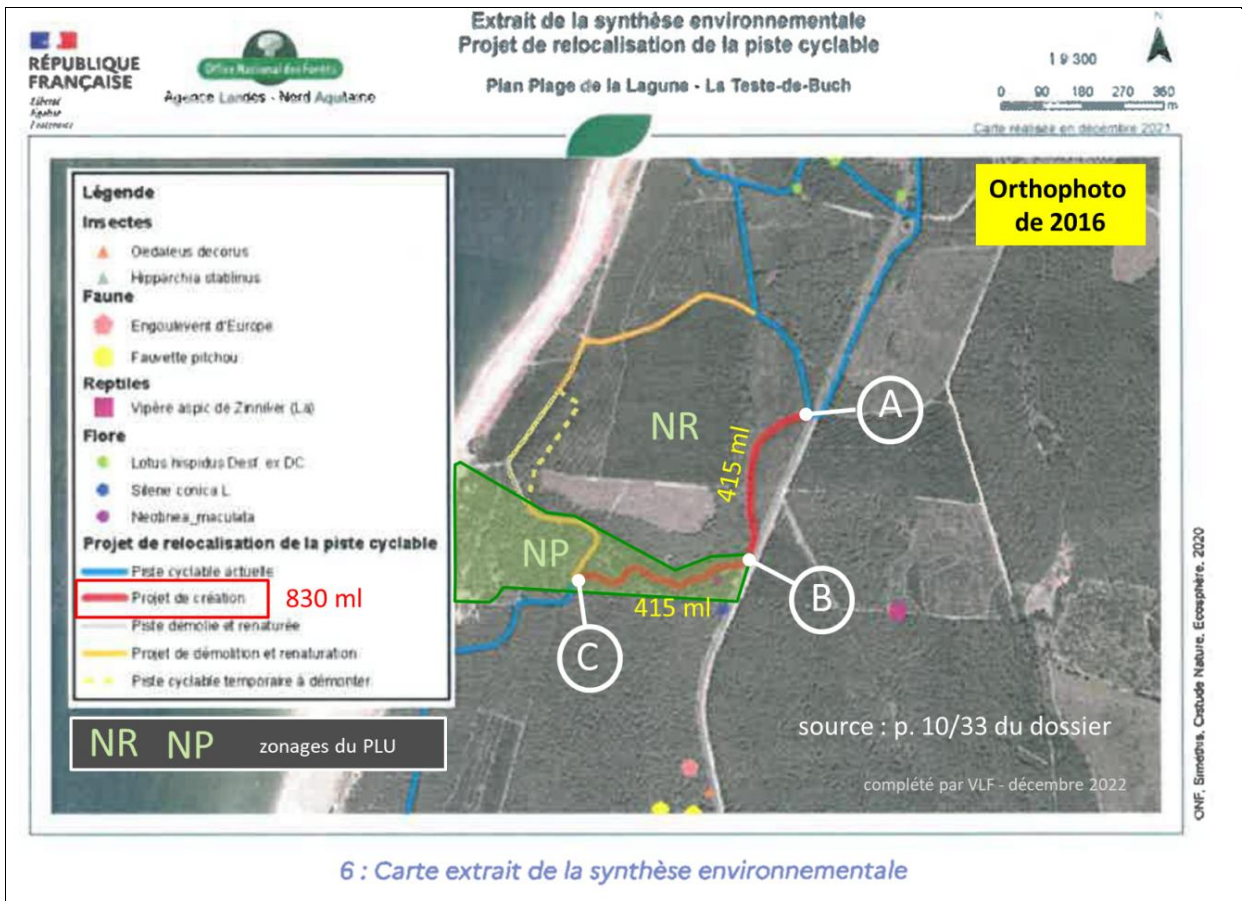 Extrait de la synthèse environnementale
Projet de relocalisation de la piste cyclable
Plan Plage de la Lagune - La Teste-de-Buch
RÉPUBLIQUE
FRANÇAISE
Liberté
Égalité
Fraternité
Office National des Forêts
Agence Landes - Nord Aquitaine
N
1 9 300
0 90 180 270 360
m
Carte réalisée en décembre 2021
Orthophoto
de 2016
Légende
Insectes
Oedaleus decorus
Hipparchia statilinus
Faune
Engoulevent d'Europe
Fauvette pitchou
Reptiles
Vipère aspic de Zinniker (La)
Flore
Lotus hispidus Desf. ex DC
Silene conica L
Neotinea_maculata
Projet de relocalisation de la piste cyclable
Piste cyclable actuelle
Projet de création
830 ml
Piste démolie et renaturée
Projet de démolition et renaturation
Piste cyclable temporaire à démonter
NR NP zonages du PLU
NR
A
415 ml
NP
B
415 ml
C
source : p. 10/33 du dossier
complété par VLF - décembre 2022
ONF, Siméthis, Cistude Nature, Ecosphère, 2020
6 : Carte extrait de la synthèse environnementale